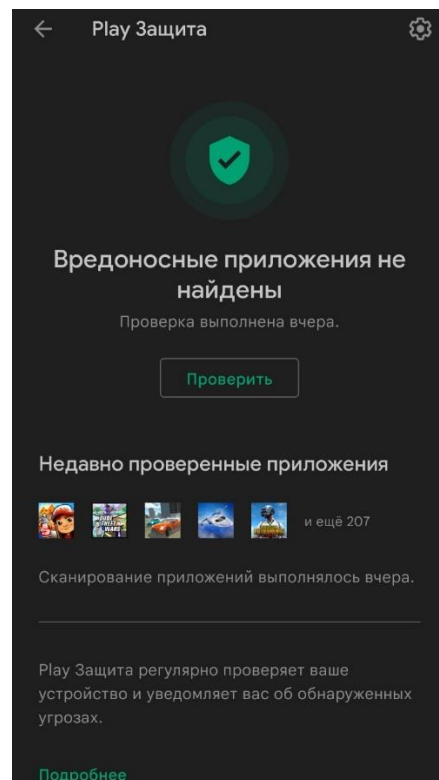 Play Защита
Вредоносные приложения не
найдены
Проверка выполнена вчера.
Проверить
Недавно проверенные приложения
и ещё 207
Сканирование приложений выполнялось вчера.
Play Защита регулярно проверяет ваше
устройство и уведомляет вас об обнаруженных
угрозах.
Подробнее